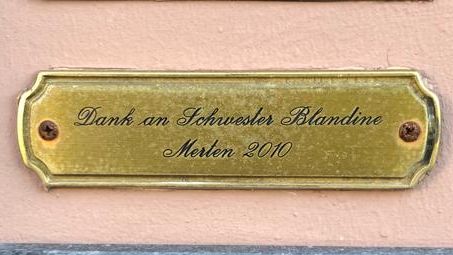 Dank an Schwester Blandine
Merten 2010